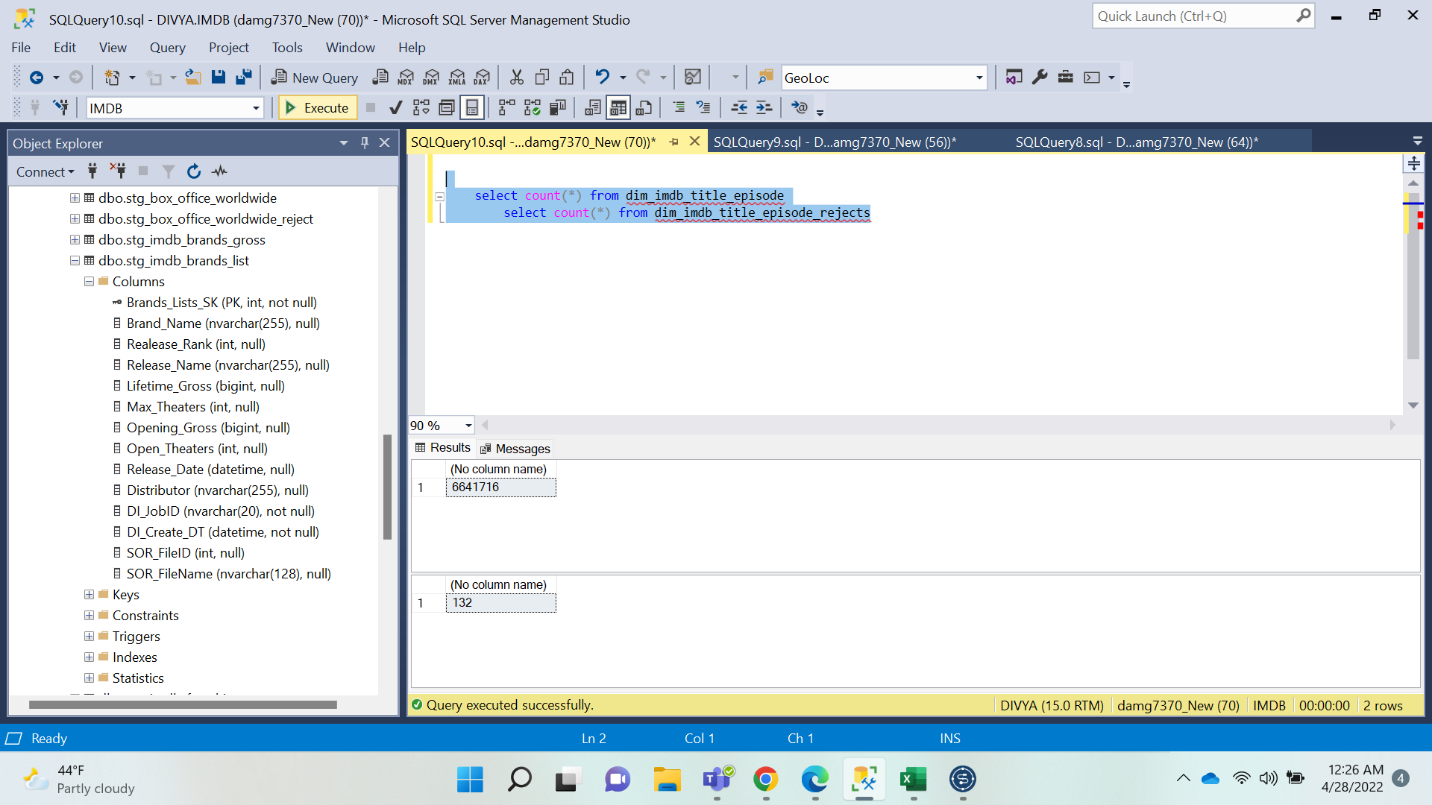 SQLQuery10.sql - DIVYA.IMDB (damg7370_New (70))* - Microsoft SQL Server Management Studio
Quick Launch (Ctrl+Q)
File Edit View Query Project Tools Window Help
New Query
MDX DMX XMLA DAX
GeoLoc
IMDB
Execute
Object Explorer
Connect
dbo.stg_box_office_worldwide
dbo.stg_box_office_worldwide_reject
dbo.stg_imdb_brands_gross
dbo.stg_imdb_brands_list
Columns
Brands_Lists_SK (PK, int, not null)
Brand_Name (nvarchar(255), null)
Realease_Rank (int, null)
Release_Name (nvarchar(255), null)
Lifetime_Gross (bigint, null)
Max_Theaters (int, null)
Opening_Gross (bigint, null)
Open_Theaters (int, null)
Release_Date (datetime, null)
Distributor (nvarchar(255), null)
DI_JobID (nvarchar(20), not null)
DI_Create_DT (datetime, not null)
SOR_FileID (int, null)
SOR_FileName (nvarchar(128), null)
Keys
Constraints
Triggers
Indexes
Statistics
SQLQuery10.sql -...damg7370_New (70))* SQLQuery9.sql - D...amg7370_New (56))* SQLQuery8.sql - D...amg7370_New (64))*
select count(*) from dim_imdb_title_episode
select count(*) from dim_imdb_title_episode_rejects
90 %
Results Messages
(No column name)
1 6641716
(No column name)
1 132
Query executed successfully. DIVYA (15.0 RTM) damg7370_New (70) IMDB 00:00:00 2 rows
Ready Ln 2 Col 1 Ch 1 INS
44°F
Partly cloudy
12:26 AM
4/28/2022
4